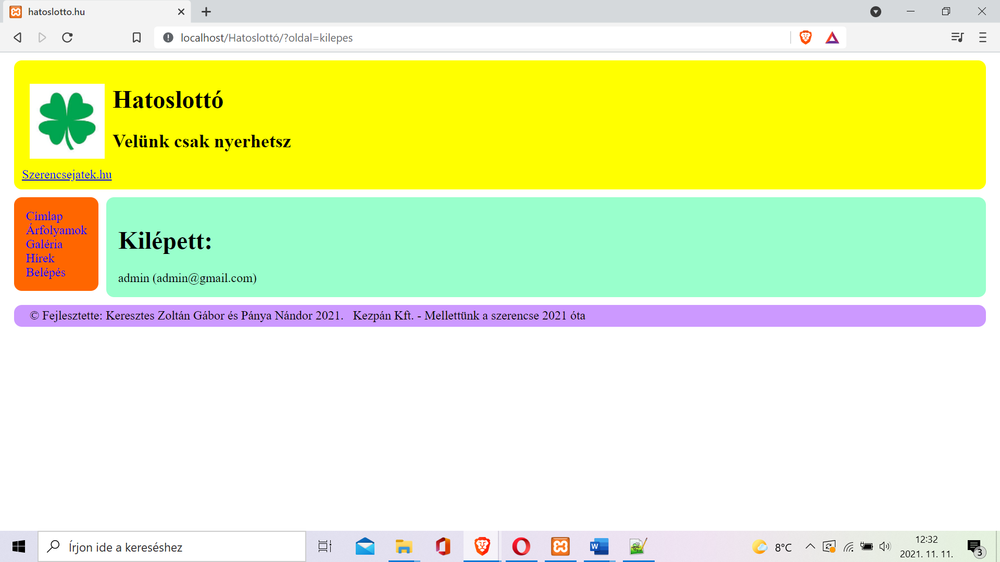 hatoslotto.hu
localhost/Hatoslottó/?oldal=kilepes
Hatoslottó
Velünk csak nyerhetsz
Szerencsejatek.hu
Címlap
Árfolyamok
Galéria
Hírek
Belépés
Kilépett:
admin (admin@gmail.com)
© Fejlesztette: Keresztes Zoltán Gábor és Pánya Nándor 2021.   Kezpán Kft. - Mellettünk a szerencse 2021 óta
Írjon ide a kereséshez
W
8°C
12:32
2021. 11. 11.
3